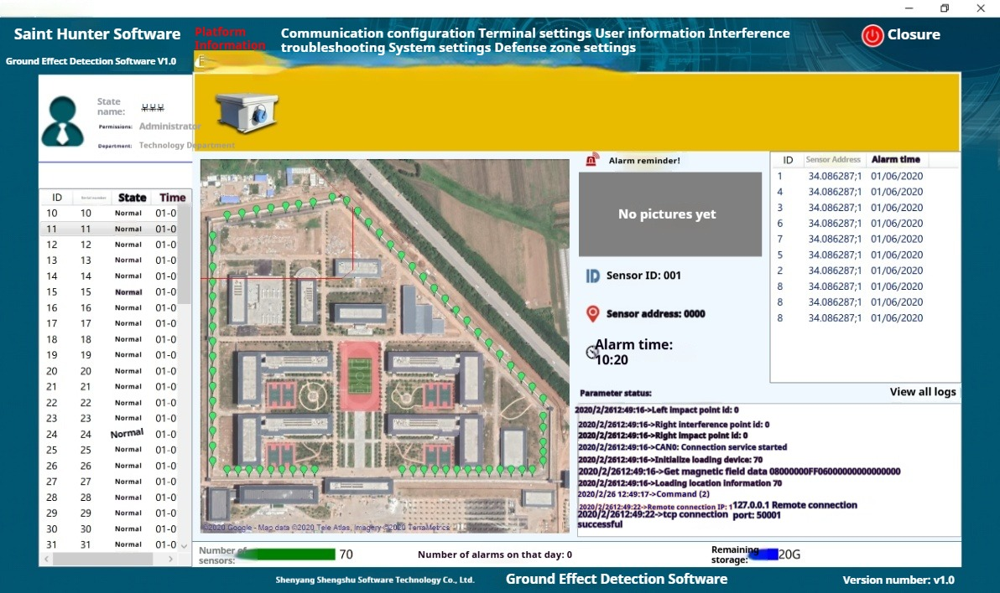 Saint Hunter Software
Ground Effect Detection Software V1.0
Platform
Information
Communication configuration Terminal settings User information Interference
troubleshooting System settings Defense zone settings
Closure
State
name:
Permissions: Administrator
Department: Technology Department
ID Serial number State Time
10 10 Normal 01-0
11 11 Normal 01-0
12 12 Normal 01-0
13 13 Normal 01-0
14 14 Normal 01-0
15 15 Normal 01-0
16 16 Normal 01-0
17 17 Normal 01-0
18 18 Normal 01-0
19 19 Normal 01-0
20 20 Normal 01-0
21 21 Normal 01-0
22 22 Normal 01-0
23 23 Normal 01-0
24 24 Normal 01-0
25 25 Normal 01-0
26 26 Normal 01-0
27 27 Normal 01-0
28 28 Normal 01-0
29 29 Normal 01-0
30 30 Normal 01-0
31 31 Normal 01-0
©2020 Google - Map data ©2020 Tele Atlas, Imagery ©2020 TerraMetrics
Alarm reminder!
No pictures yet
ID Sensor ID: 001
Sensor address: 0000
Alarm time:
10:20
ID Sensor Address Alarm time
1 34.086287;1 01/06/2020
4 34.086287;1 01/06/2020
3 34.086287;1 01/06/2020
6 34.086287;1 01/06/2020
7 34.086287;1 01/06/2020
5 34.086287;1 01/06/2020
2 34.086287;1 01/06/2020
8 34.086287;1 01/06/2020
8 34.086287;1 01/06/2020
8 34.086287;1 01/06/2020
Parameter status:
View all logs
2020/2/2612:49:16->Left impact point id: 0
2020/2/2612:49:16->Right interference point id: 0
2020/2/2612:49:16->Right impact point id: 0
2020/2/2612:49:16->CAN0: Connection service started
2020/2/2612:49:16->Initialize loading device: 70
2020/2/2612:49:16->Get magnetic field data 08000000FF06000000000000000
2020/2/2612:49:16->Loading location information 70
2020/2/26 12:49:17->Command (2)
2020/2/2612:49:22->Remote connection IP: 127.0.0.1 Remote connection
2020/2/2612:49:22->tcp connection port: 50001
successful
Number of
sensors:
70
Number of alarms on that day: 0
Remaining
storage:
20G
Shenyang Shengshu Software Technology Co., Ltd.
Ground Effect Detection Software
Version number: v1.0